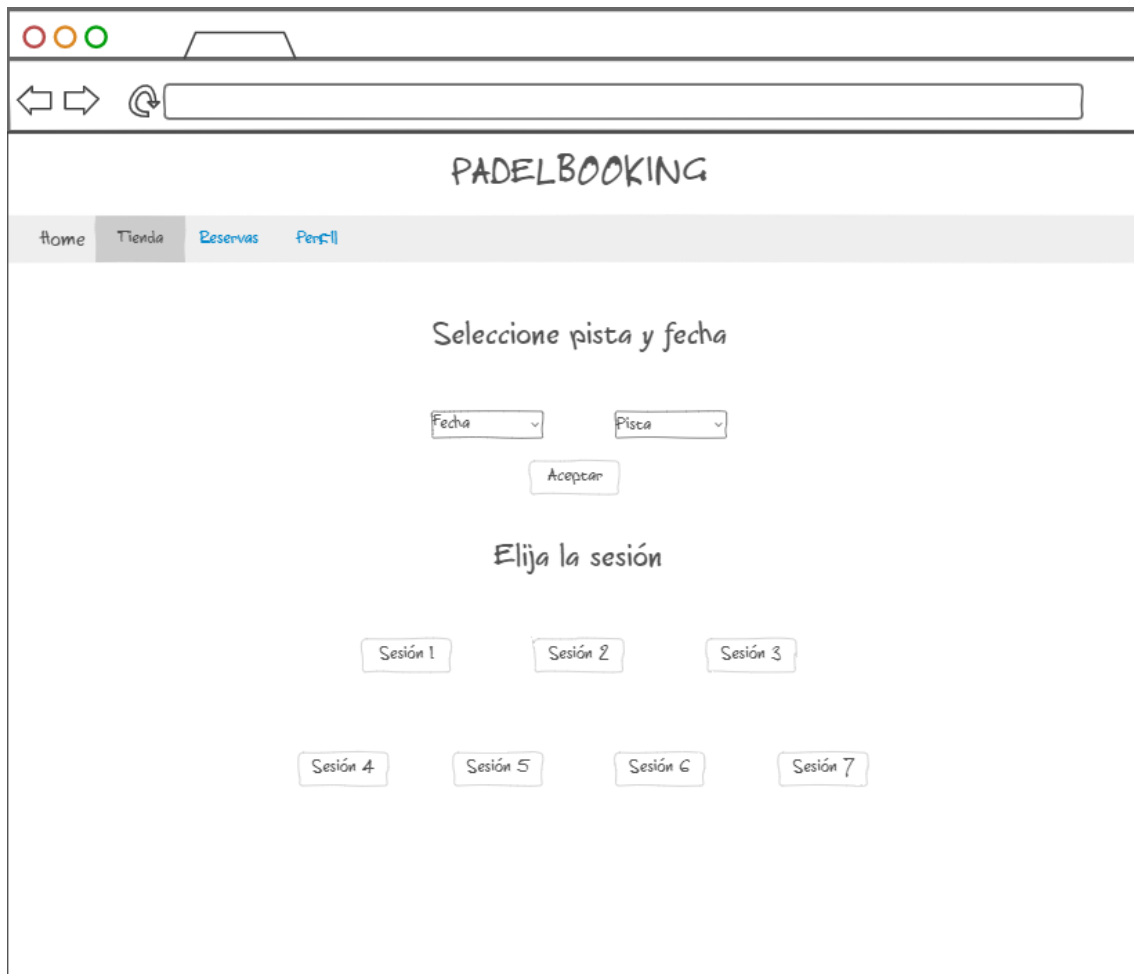 PADELBOOKING
Home Tienda Reservas Perfil
Seleccione pista y fecha
Fecha Pista
Aceptar
Elija la sesión
Sesión 1 Sesión 2 Sesión 3
Sesión 4 Sesión 5 Sesión 6 Sesión 7